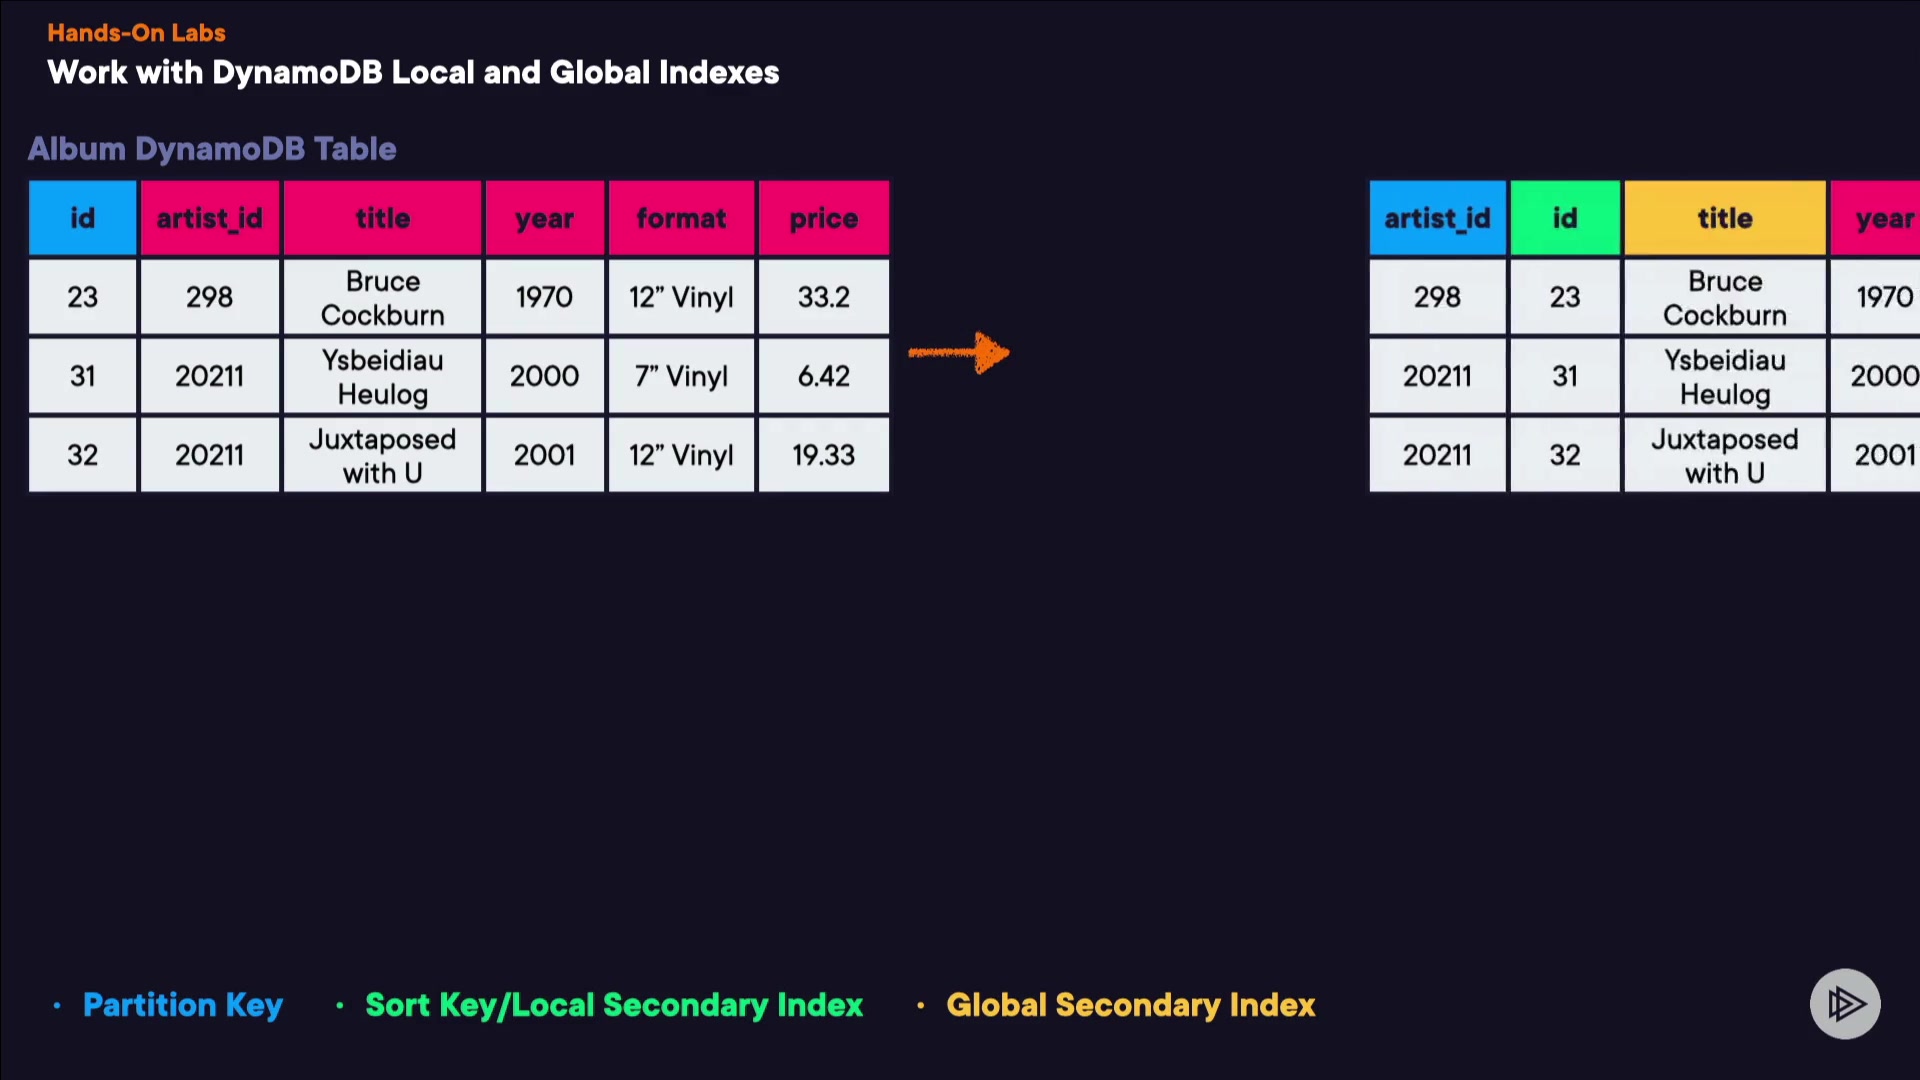 Hands-On Labs
Work with DynamoDB Local and Global Indexes
Album DynamoDB Table
id artist_id title year format price
23 298 Bruce Cockburn 1970 12” Vinyl 33.2
31 20211 Ysbeidiau Heulog 2000 7” Vinyl 6.42
32 20211 Juxtaposed with U 2001 12” Vinyl 19.33
artist_id id title year
298 23 Bruce Cockburn 1970
20211 31 Ysbeidiau Heulog 2000
20211 32 Juxtaposed with U 2001
· Partition Key · Sort Key/Local Secondary Index · Global Secondary Index